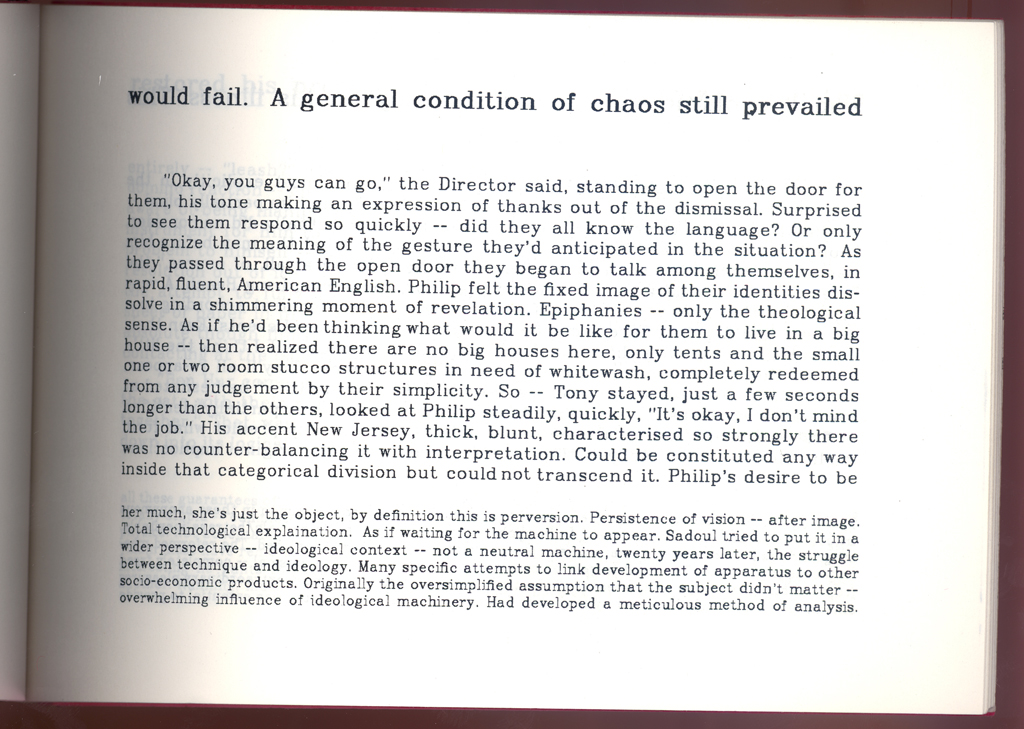 would fail. A general condition of chaos still prevailed
"Okay, you guys can go," the Director said, standing to open the door for
them, his tone making an expression of thanks out of the dismissal. Surprised
to see them respond so quickly -- did they all know the language? Or only
recognize the meaning of the gesture they'd anticipated in the situation? As
they passed through the open door they began to talk among themselves, in
rapid, fluent, American English. Philip felt the fixed image of their identities dis-
solve in a shimmering moment of revelation. Epiphanies -- only the theological
sense. As if he'd been thinking what would it be like for them to live in a big
house -- then realized there are no big houses here, only tents and the small
one or two room stucco structures in need of whitewash, completely redeemed
from any judgement by their simplicity. So -- Tony stayed, just a few seconds
longer than the others, looked at Philip steadily, quickly, "It's okay, I don't mind
the job." His accent New Jersey, thick, blunt, characterised so strongly there
was no counter-balancing it with interpretation. Could be constituted any way
inside that categorical division but could not transcend it. Philip's desire to be
her much, she's just the object, by definition this is perversion. Persistence of vision -- after image.
Total technological explaination. As if waiting for the machine to appear. Sadoul tried to put it in a
wider perspective -- ideological context -- not a neutral machine, twenty years later, the struggle
between technique and ideology. Many specific attempts to link development of apparatus to other
socio-economic products. Originally the oversimplified assumption that the subject didn't matter --
overwhelming influence of ideological machinery. Had developed a meticulous method of analysis.